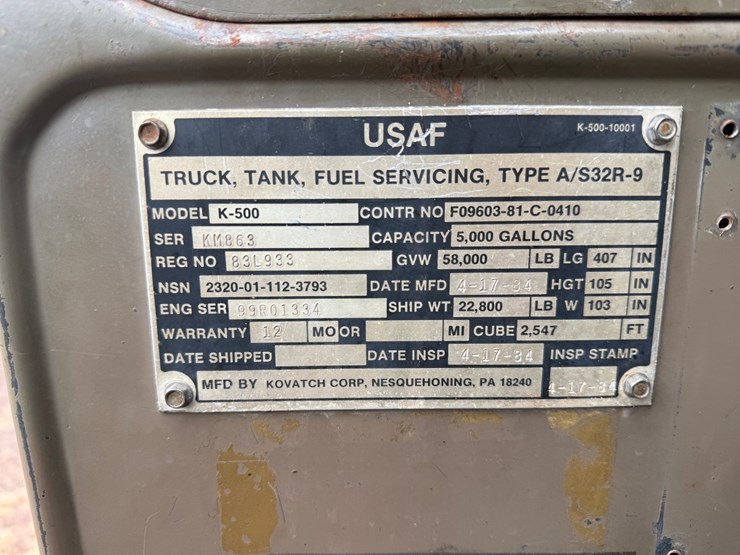 USAF K-500-10001
TRUCK, TANK, FUEL SERVICING, TYPE A/S32R-9
MODEL K-500 CONTR NO F09603-81-C-0410
SER KM863 CAPACITY 5,000 GALLONS
REG NO 83L933 GVW 58,000 LB LG 407 IN
NSN 2320-01-112-3793 DATE MFD 4-17-84 HGT 105 IN
ENG SER 99R01334 SHIP WT 22,800 LB W 103 IN
WARRANTY 12 MO OR MI CUBE 2,547 FT
DATE SHIPPED DATE INSP 4-17-84 INSP STAMP
MFD BY KOVATCH CORP, NESQUEHONING, PA 18240 4-17-84